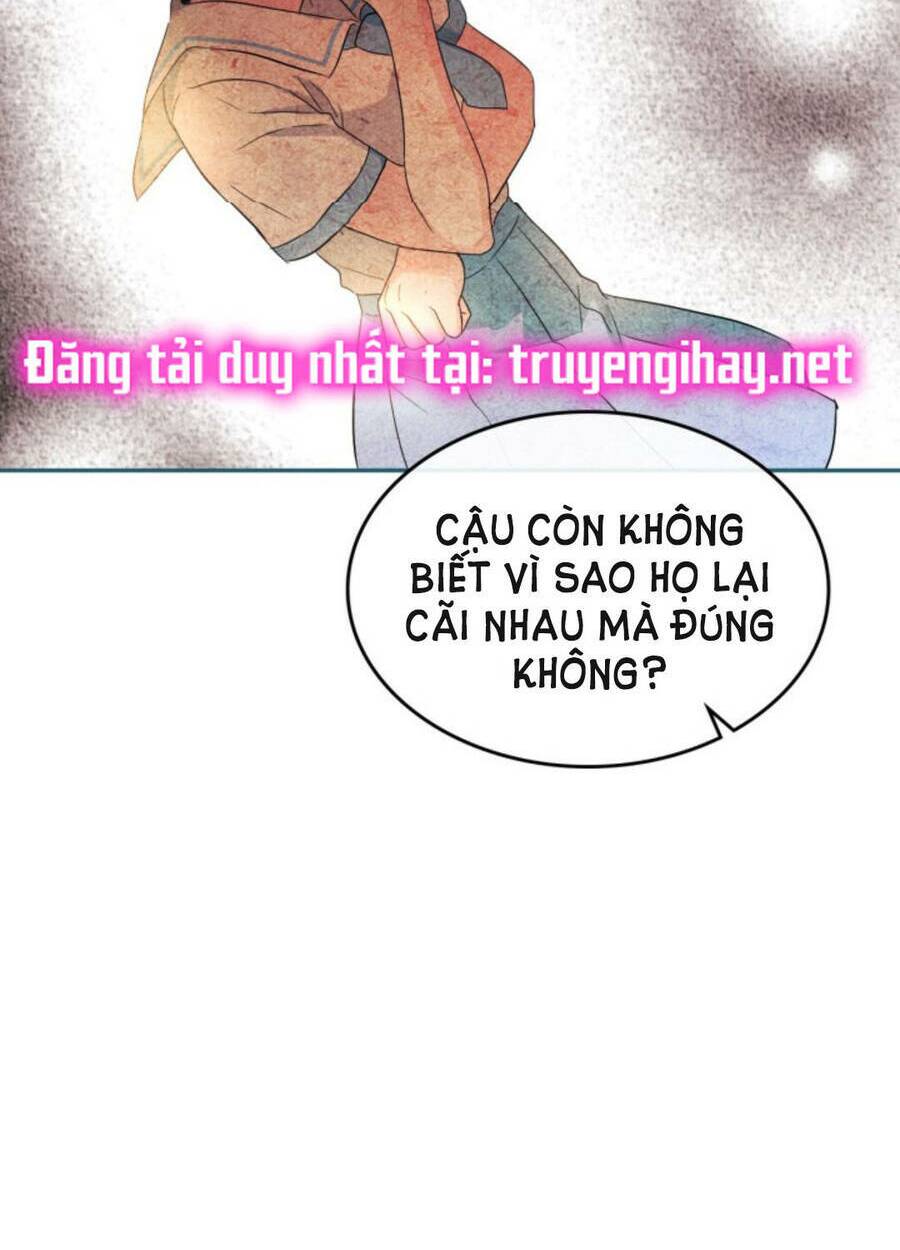 Đăng tải duy nhất tại: truyengihay.net
CẬU CÒN KHÔNG
BIẾT VÌ SAO HỌ LẠI
CÃI NHAU MÀ ĐÚNG
KHÔNG?